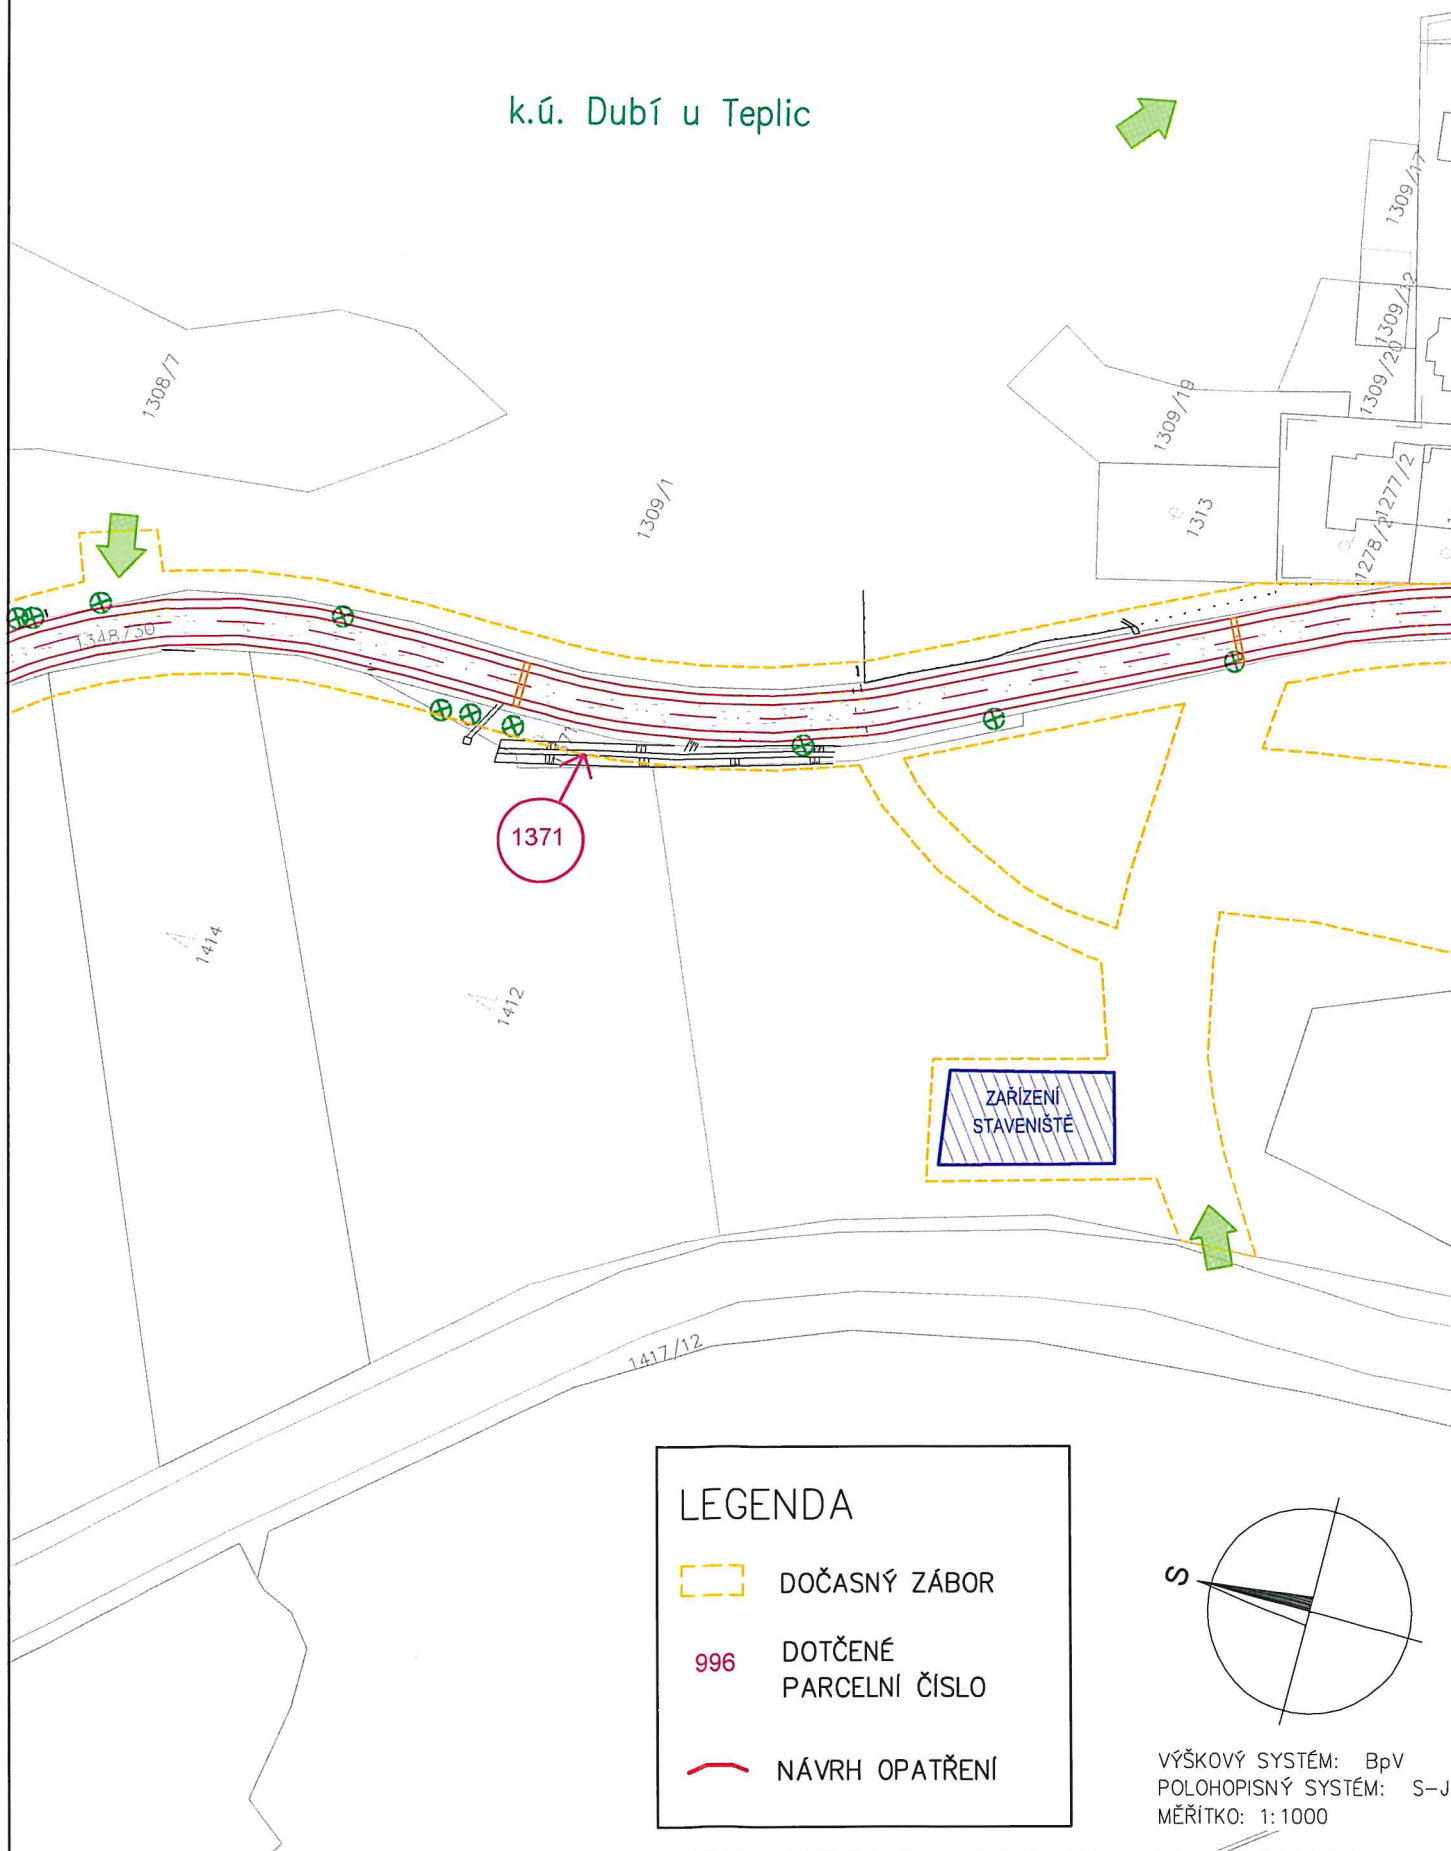 k.ú. Dubí u Teplic
1309/17
1309/12
1309/20
1308/7
1309/19
1309/1
1277/2
1313
1278/2
1348/30
1371
1414
1412
ZAŘÍZENÍ
STAVENIŠTĚ
1417/12
LEGENDA
DOČASNÝ ZÁBOR
996
DOTČENÉ
PARCELNÍ ČÍSLO
NÁVRH OPATŘENÍ
S
VÝŠKOVÝ SYSTÉM: BpV
POLOHOPISNÝ SYSTÉM: S-J
MĚŘÍTKO: 1:1000